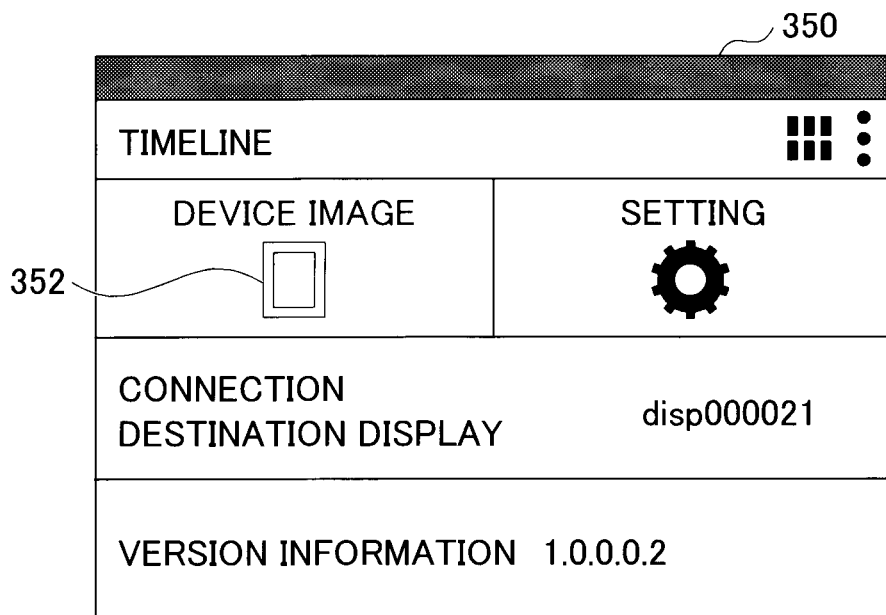 350
TIMELINE
DEVICE IMAGE
SETTING
352
CONNECTION
DESTINATION DISPLAY
disp000021
VERSION INFORMATION 1.0.0.0.2